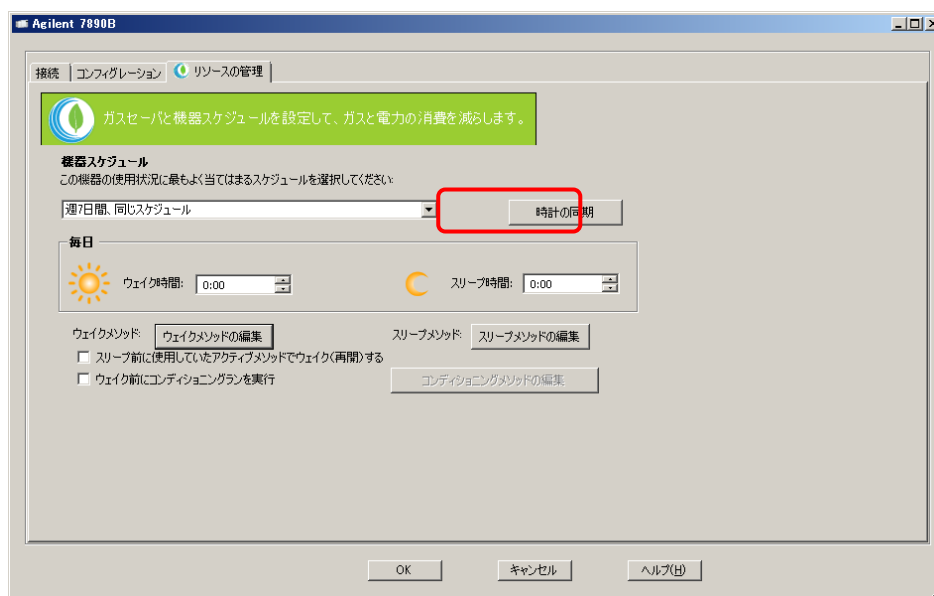 Agilent 7890B
接続 コンフィグレーション リソースの管理
ガスセーバと機器スケジュールを設定して、ガスと電力の消費を減らします。
機器スケジュール
この機器の使用状況に最もよく当てはまるスケジュールを選択してください:
週7日間、同じスケジュール 時計の同期
毎日
ウェイク時間: 0:00 スリープ時間: 0:00
ウェイクメソッド: ウェイクメソッドの編集 スリープメソッド: スリープメソッドの編集
スリープ前に使用していたアクティブメソッドでウェイク(再開)する
ウェイク前にコンディショニングランを実行 コンディショニングメソッドの編集
OK キャンセル ヘルプ(H)